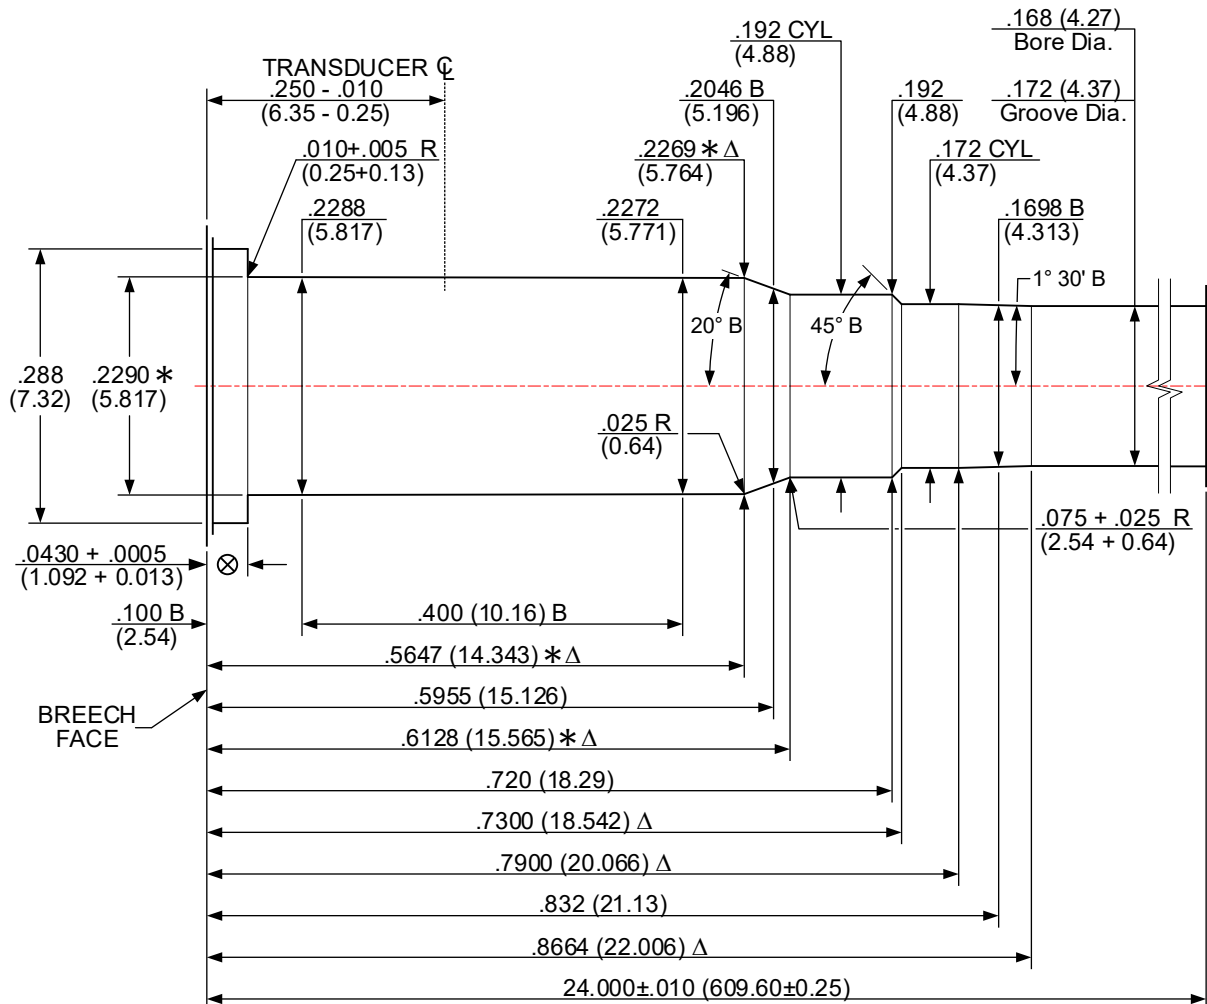 .192 CYL
(4.88)
.168 (4.27)
Bore Dia.
TRANSDUCER ℄
.250 - .010
(6.35 - 0.25)
.2046 B
(5.196)
.192
(4.88)
.172 (4.37)
Groove Dia.
.010+.005 R
(0.25+0.13)
.2269 * Δ
(5.764)
.172 CYL
(4.37)
.2288
(5.817)
.2272
(5.771)
.1698 B
(4.313)
1° 30' B
20° B
45° B
.288
(7.32)
.2290 *
(5.817)
.025 R
(0.64)
.075 + .025 R
(2.54 + 0.64)
.0430 + .0005
(1.092 + 0.013)
⊗
.100 B
(2.54)
.400 (10.16) B
.5647 (14.343) * Δ
.5955 (15.126)
BREECH
FACE
.6128 (15.565) * Δ
.720 (18.29)
.7300 (18.542) Δ
.7900 (20.066) Δ
.832 (21.13)
.8664 (22.006) Δ
24.000±.010 (609.60±0.25)